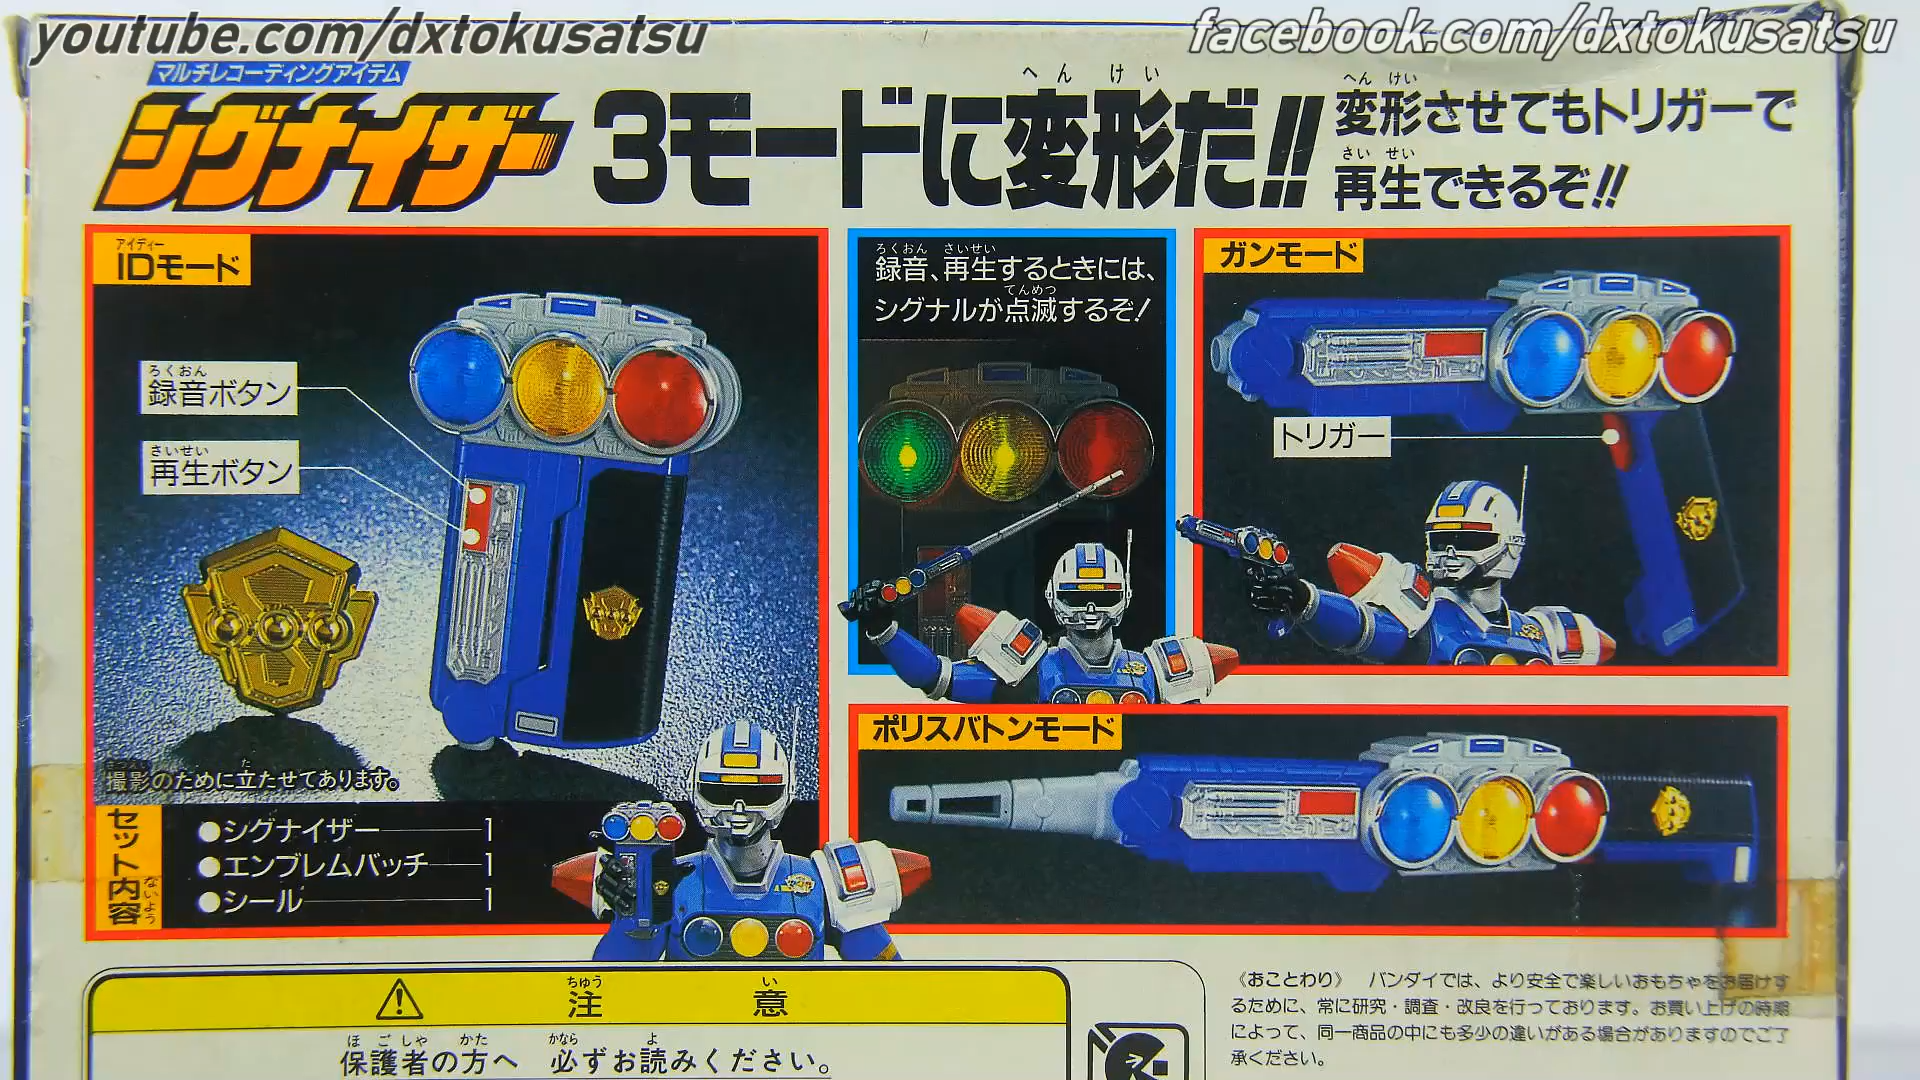 youtube.com/dxtokusatsu
facebook.com/dxtokusatsu
マルチレコーディングアイテム
シグナイザー
へんけい
3モードに変形だ!!
へん けい
変形させてもトリガーで
さい せい
再生できるぞ!!
アイディー
IDモード
ろくおん
録音ボタン
さいせい
再生ボタン
さつえい た
撮影のために立たせてあります。
セット内容
ないよう
●シグナイザー 1
●エンブレムバッチ 1
●シール 1
ろくおん さいせい
録音、再生するときには、
てんめつ
シグナルが点滅するぞ!
ガンモード
トリガー
ポリスバトンモード
ちゅう い
注 意
ほ ご しゃ かた かなら よ
保護者の方へ 必ずお読みください。
《おことわり》 バンダイでは、より安全で楽しいおもちゃをお届けす
るために、常に研究・調査・改良を行っております。お買い上げの時期
によって、同一商品の中にも多少の違いがある場合がありますのでご了
承ください。